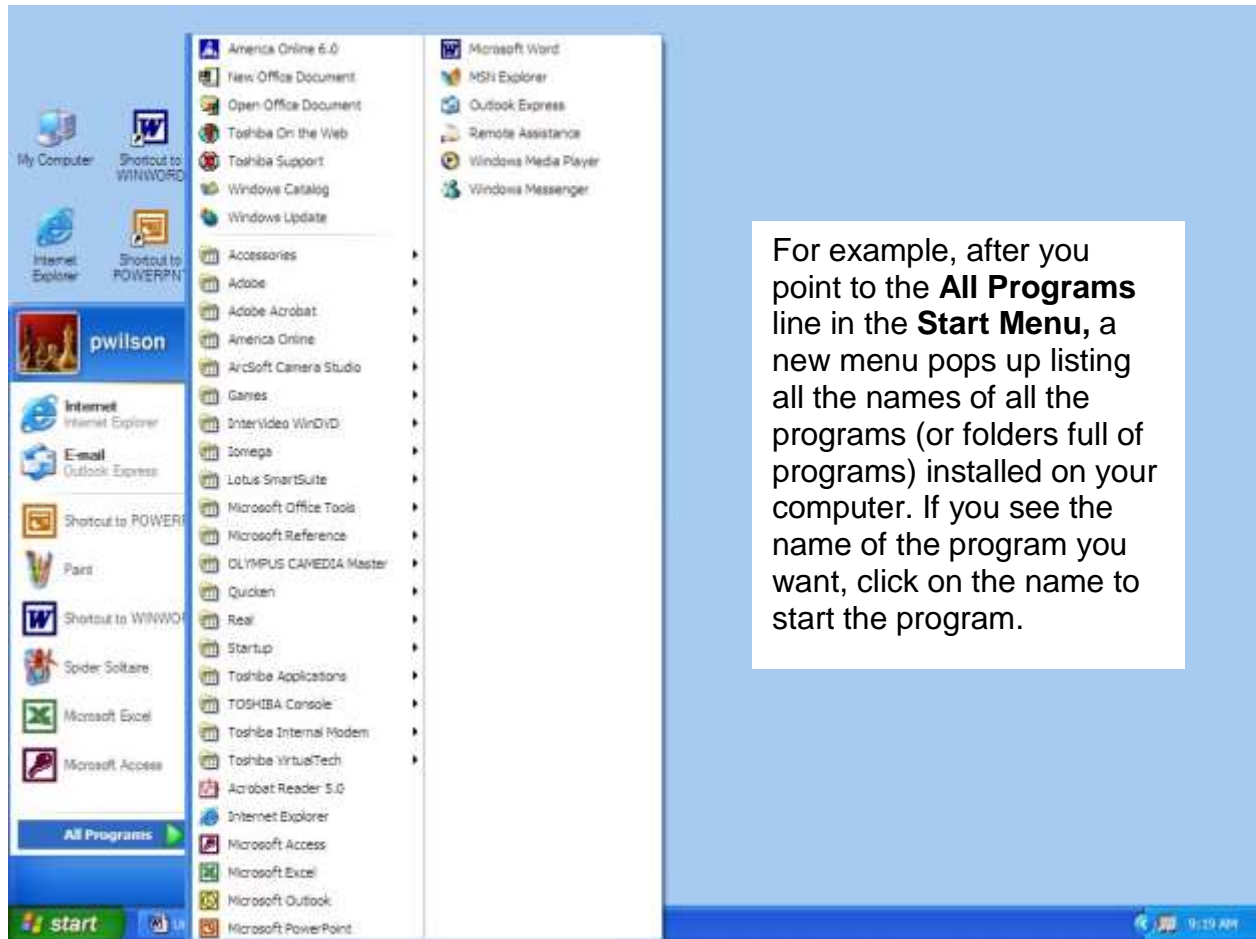 My Computer
Shortcut to
WINWORD
Internet
Explorer
Shortcut to
POWERPN
pwilson
Internet
Internet Explorer
E-mail
Outlook Express
Shortcut to POWER
Paint
Shortcut to WINWO
Spider Solitaire
Microsoft Excel
Microsoft Access
All Programs
America Online 6.0
New Office Document
Open Office Document
Toshiba On the Web
Toshiba Support
Windows Catalog
Windows Update
Accessories
Adobe
Adobe Acrobat
America Online
ArcSoft Camera Studio
Games
InterVideo WinDVD
Iomega
Lotus SmartSuite
Microsoft Office Tools
Microsoft Reference
OLYMPUS CAMEDIA Master
Quicken
Real
Startup
Toshiba Applications
TOSHIBA Console
Toshiba Internal Modem
Toshiba VirtualTech
Acrobat Reader 5.0
Internet Explorer
Microsoft Access
Microsoft Excel
Microsoft Outlook
Microsoft PowerPoint
Microsoft Word
MSN Explorer
Outlook Express
Remote Assistance
Windows Media Player
Windows Messenger
For example, after you
point to the All Programs
line in the Start Menu, a
new menu pops up listing
all the names of all the
programs (or folders full of
programs) installed on your
computer. If you see the
name of the program you
want, click on the name to
start the program.
start
9:19 AM